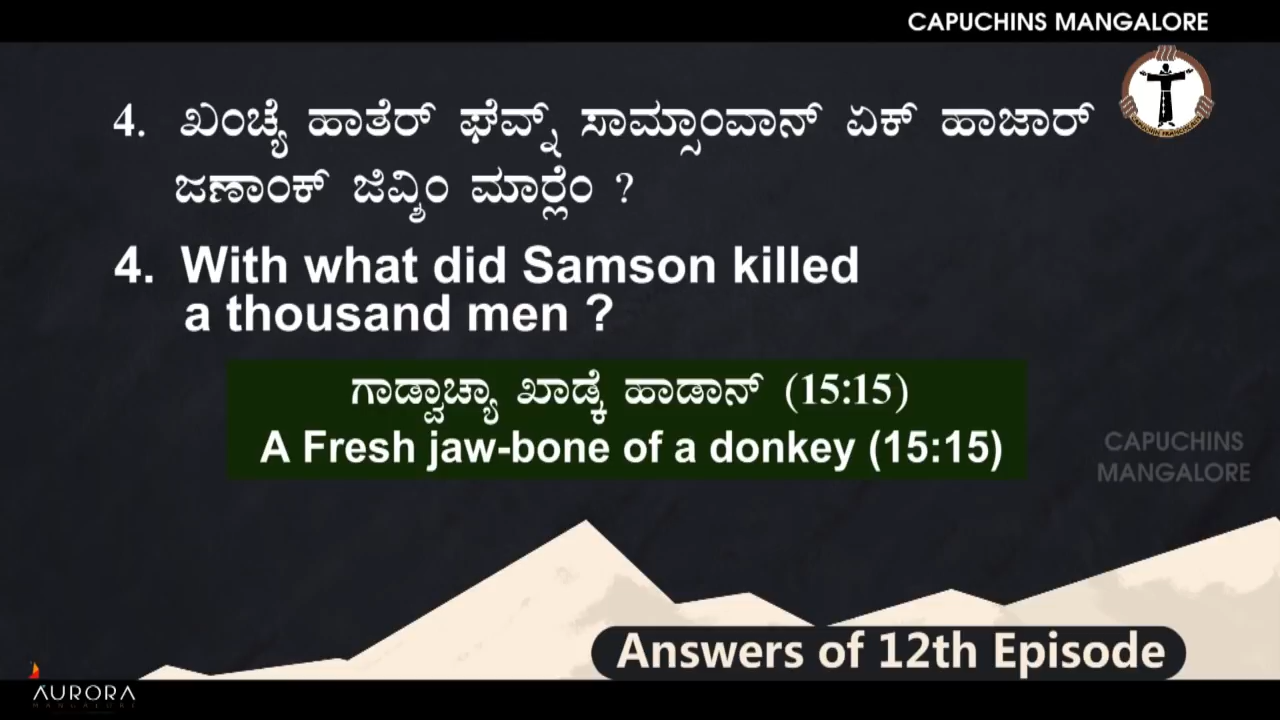 CAPUCHINS MANGALORE
4. ಖಂಚ್ಯೆ ಹಾತೆರ್ ಘೆವ್ನ್ ಸಾಮ್ಸಾಂವಾನ್ ಏಕ್ ಹಾಜಾರ್
ಜಣಾಂಕ್ ಜಿವ್ಶಿಂ ಮಾರ್‍ಲೆಂ ?
4. With what did Samson killed
a thousand men ?
ಗಾಡ್ವಾಚ್ಯಾ ಖಾಡ್ಕೆ ಹಾಡಾನ್ (15:15)
A Fresh jaw-bone of a donkey (15:15)
CAPUCHINS
MANGALORE
Answers of 12th Episode
AURORA
MANGALORE